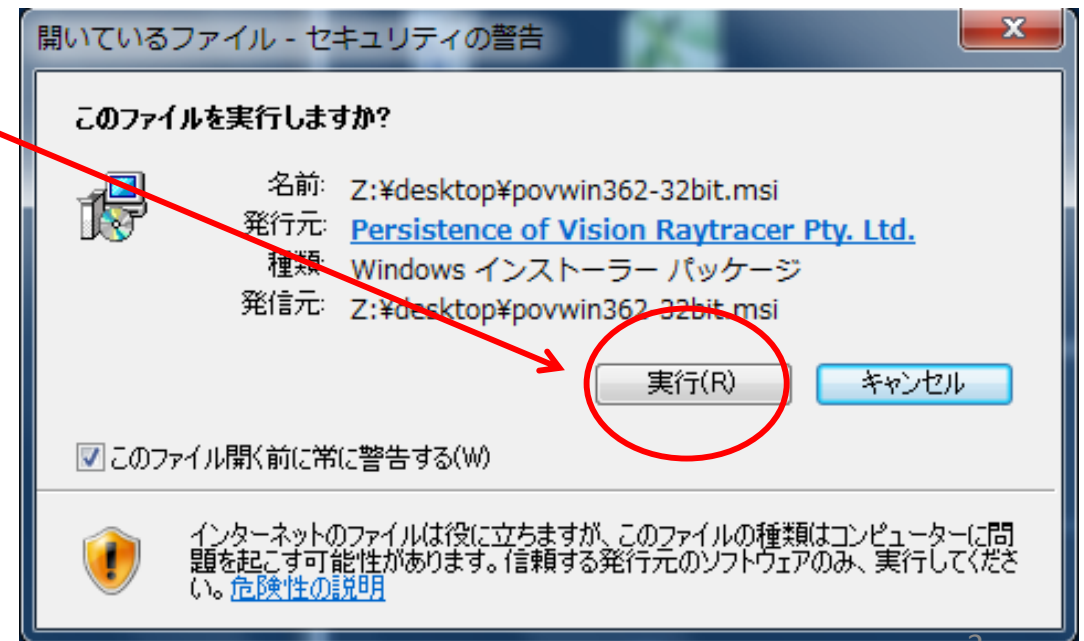 開いているファイル - セキュリティの警告
このファイルを実行しますか?
名前: Z:¥desktop¥povwin362-32bit.msi
発行元: Persistence of Vision Raytracer Pty. Ltd.
種類: Windows インストーラー パッケージ
発信元: Z:¥desktop¥povwin362-32bit.msi
実行(R) キャンセル
このファイル開く前に常に警告する(W)
インターネットのファイルは役に立ちますが、このファイルの種類はコンピューターに問
題を起こす可能性があります。信頼する発行元のソフトウェアのみ、実行してくださ
い。危険性の説明